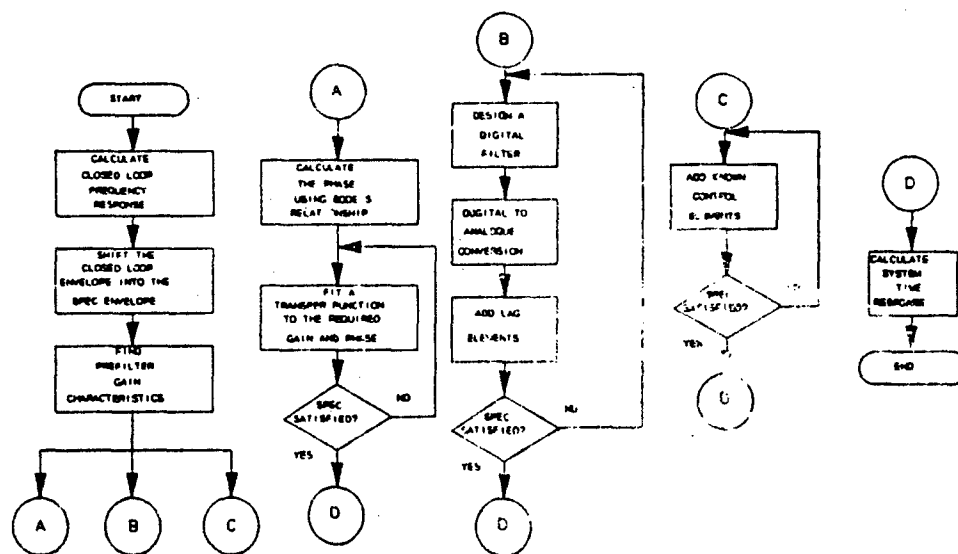 START
CALCULATE
CLOSED LOOP
FREQUENCY
RESPONSE
SHIFT THE
CLOSED LOOP
ENVELOPE INTO THE
SPEC ENVELOPE
FIND
PREFILTER
GAIN
CHARACTERISTICS
A
B
C
A
CALCULATE
THE PHASE
USING BODE S
RELATIONSHIP
FIT A
TRANSFER FUNCTION
TO THE REQUIRED
GAIN AND PHASE
SPEC
SATISFIED?
NO
YES
D
B
DESIGN A
DIGITAL
FILTER
DIGITAL TO
ANALOGUE
CONVERSION
ADD LAG
ELEMENTS
SPEC
SATISFIED?
NO
YES
D
C
ADD KNOWN
CONTROL
ELEMENTS
SPEC
SATISFIED?
YES
D
CALCULATE
SYSTEM
TIME
RESPONSE
END